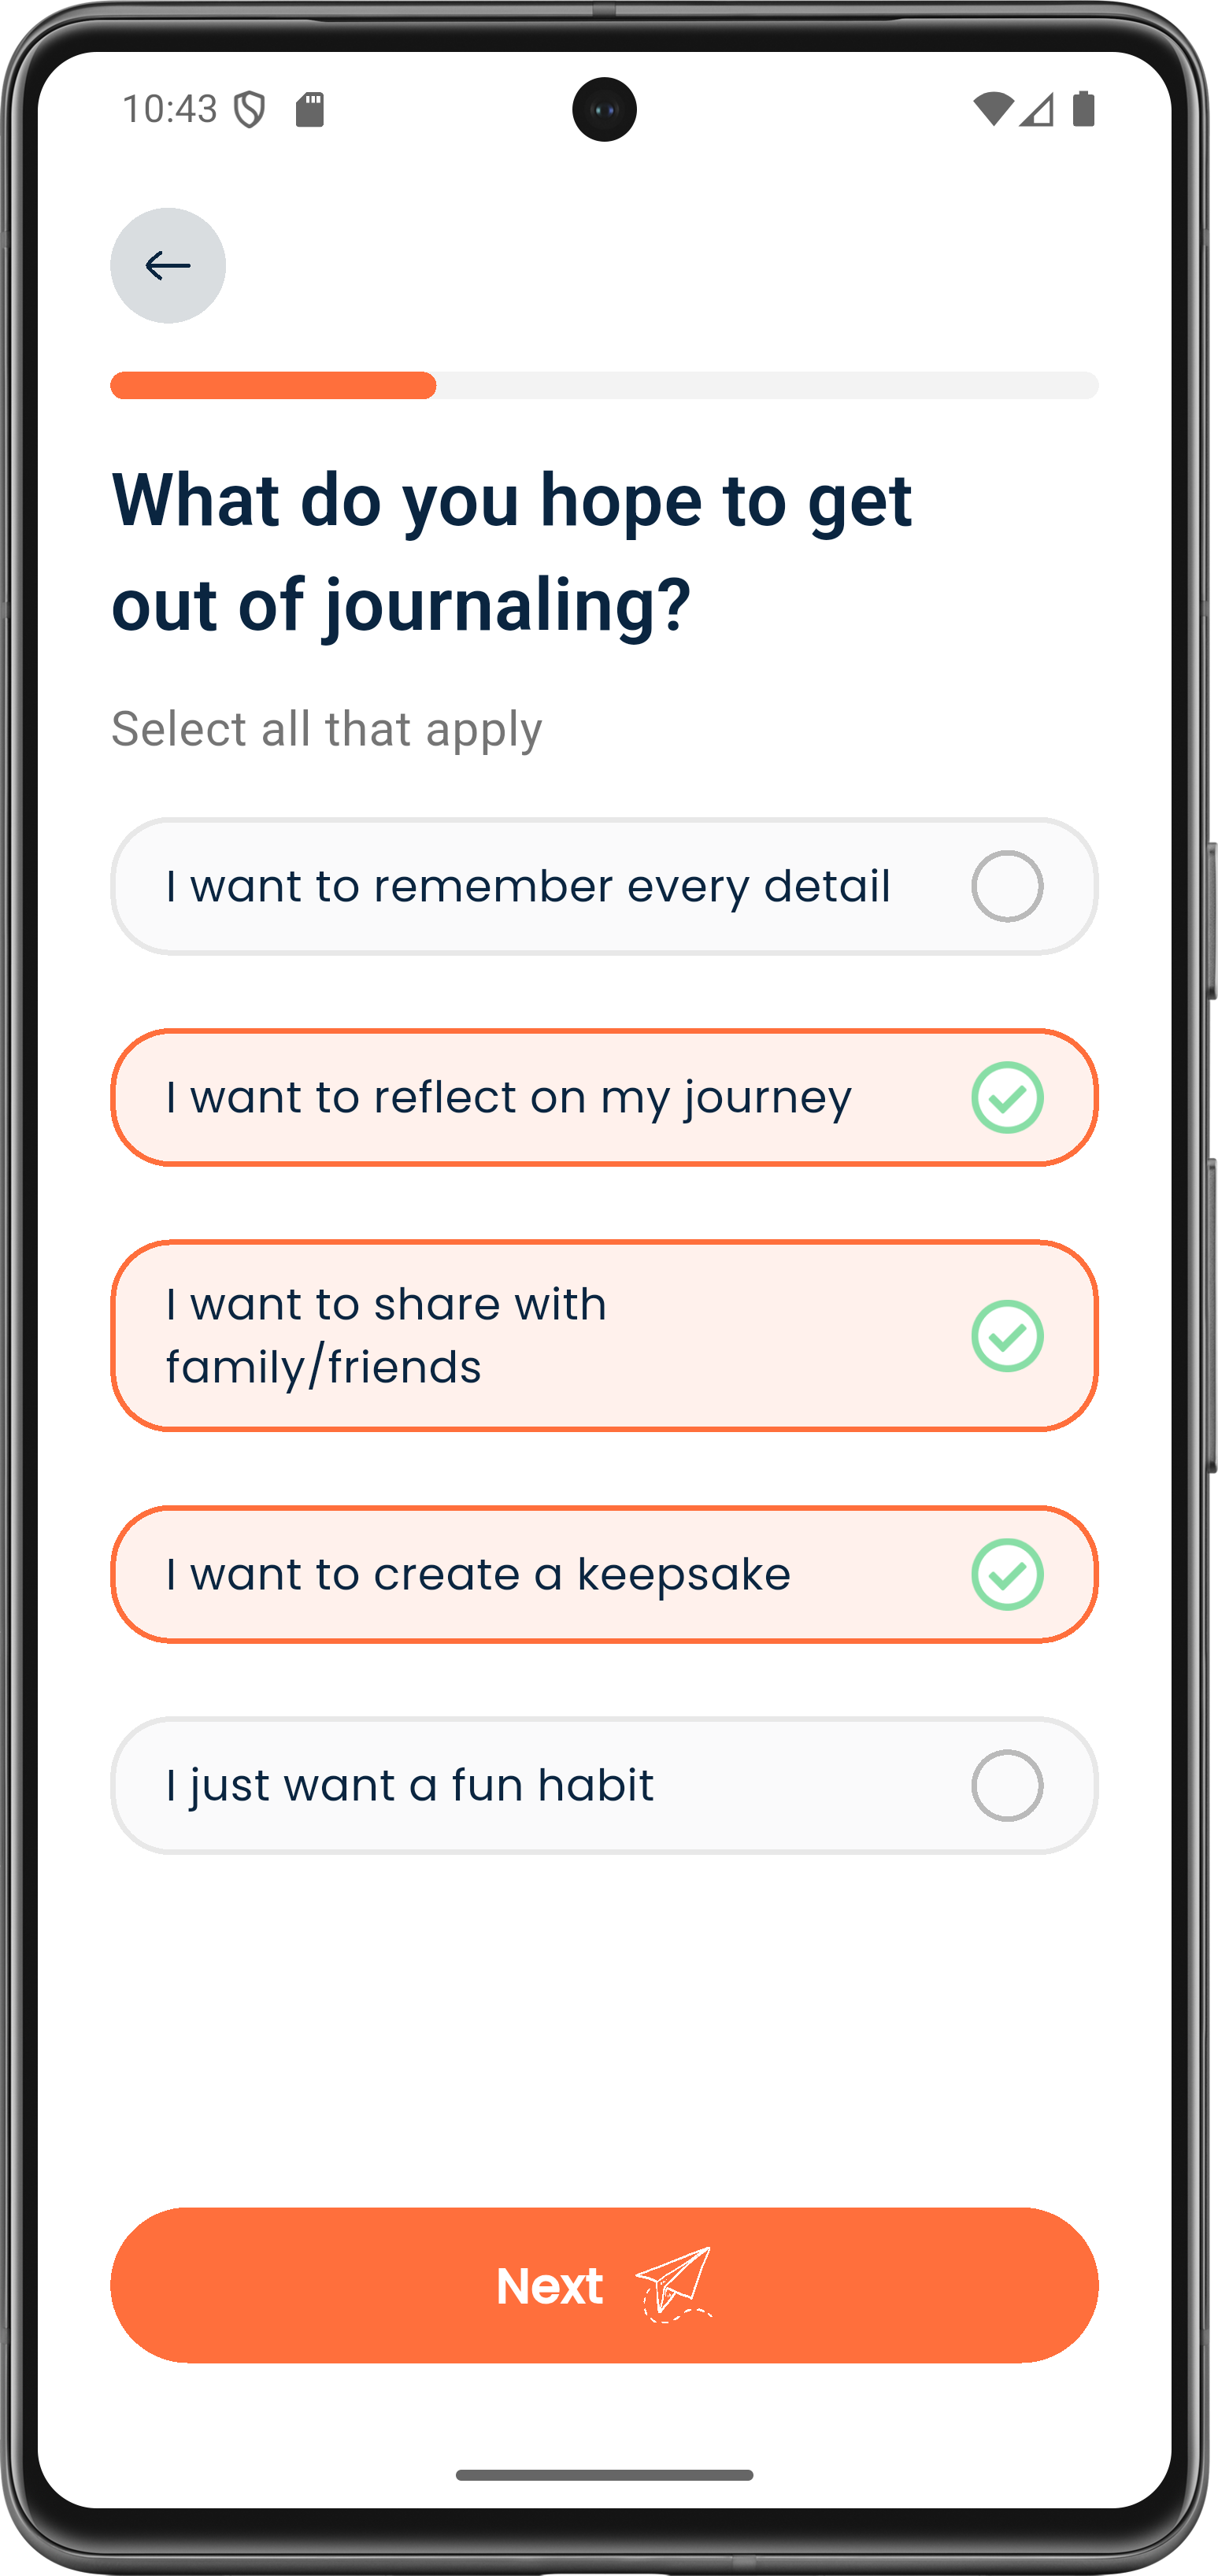 10:43
What do you hope to get
out of journaling?
Select all that apply
I want to remember every detail
I want to reflect on my journey
I want to share with
family/friends
I want to create a keepsake
I just want a fun habit
Next